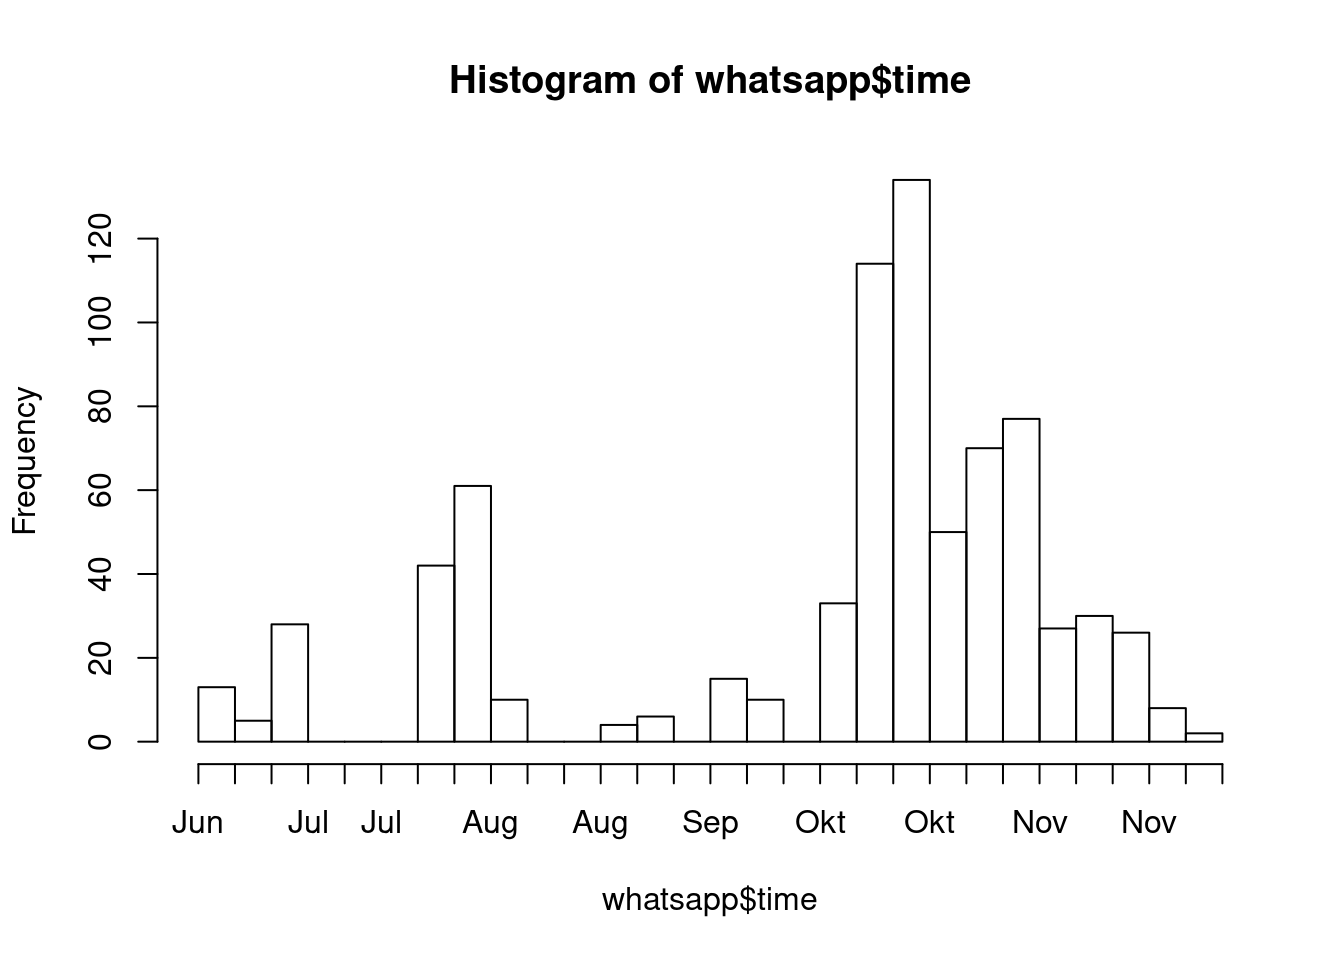 Histogram of whatsapp$time
Frequency
120
100
80
60
40
20
0
Jun Jul Jul Aug Aug Sep Okt Okt Nov Nov
whatsapp$time